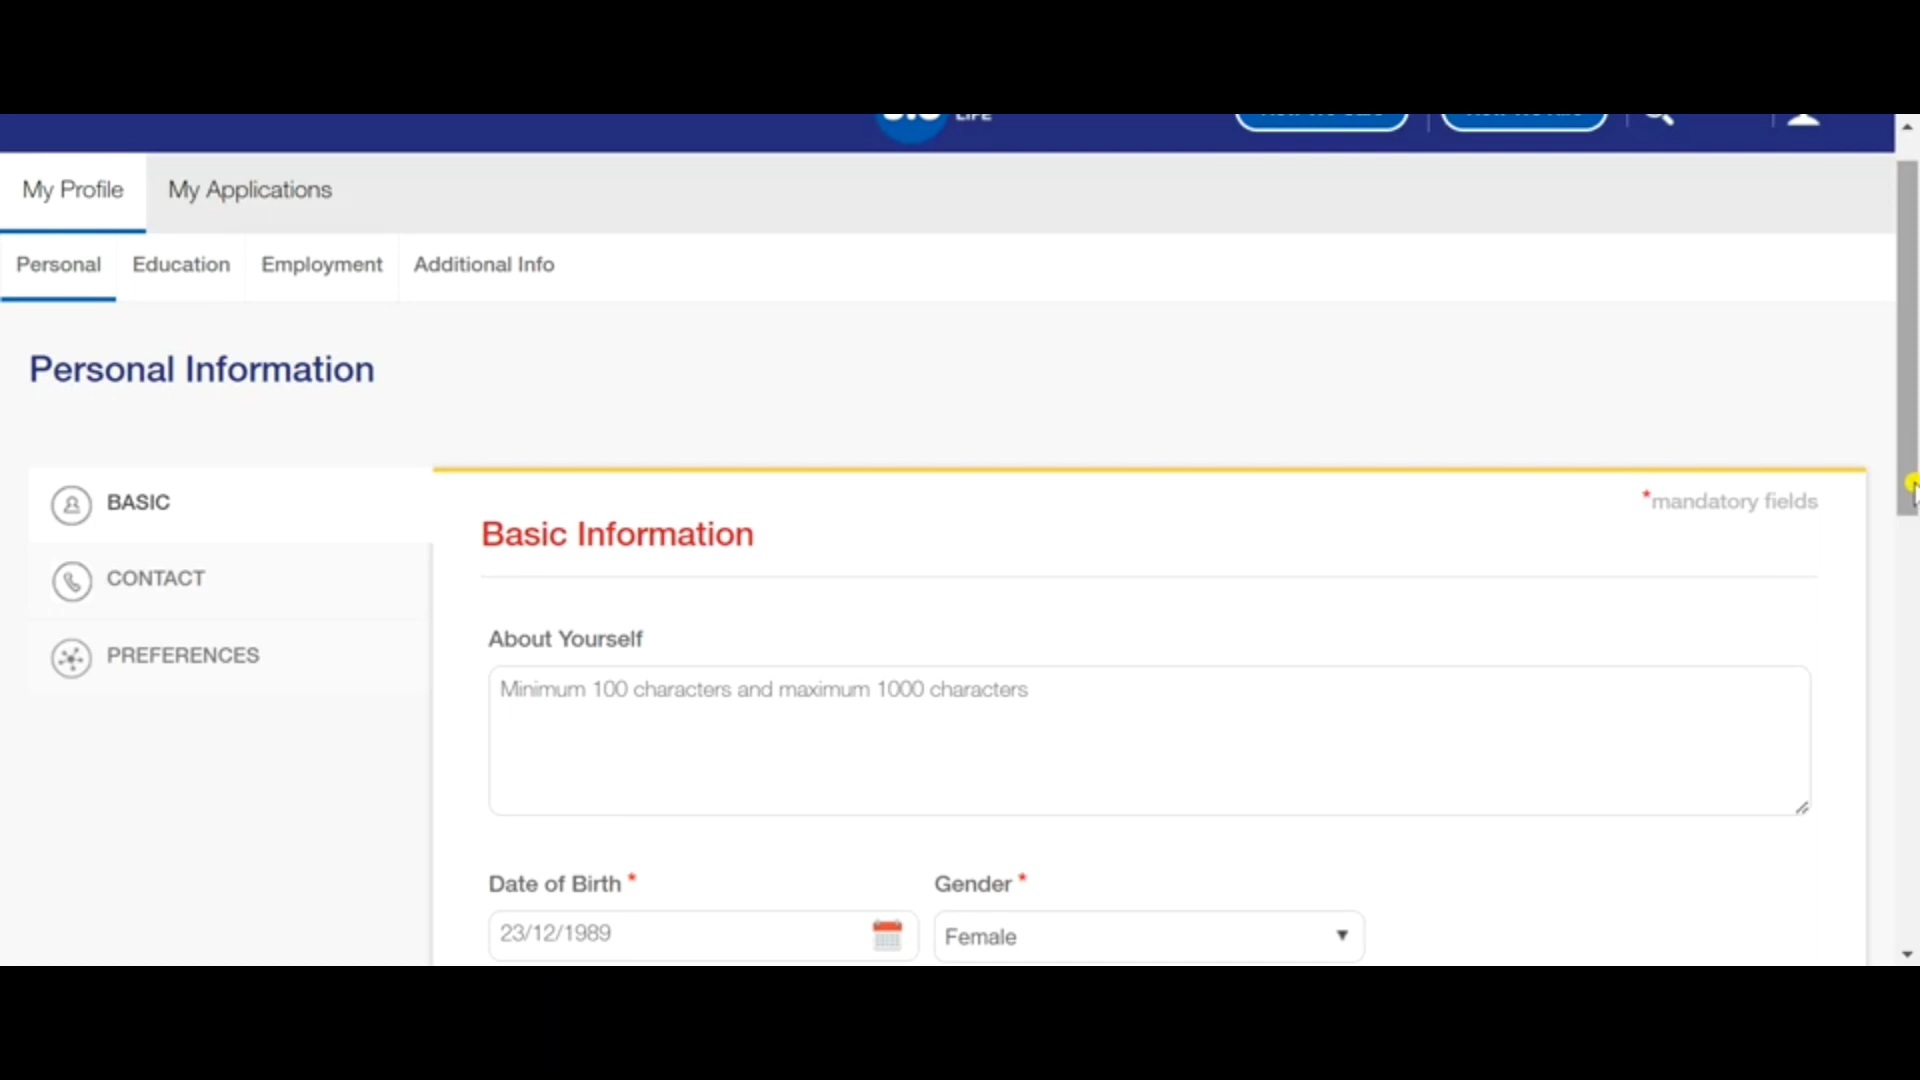 LIFE
My Profile
My Applications
Personal
Education
Employment
Additional Info
Personal Information
BASIC
CONTACT
PREFERENCES
*mandatory fields
Basic Information
About Yourself
Minimum 100 characters and maximum 1000 characters
Date of Birth *
Gender *
23/12/1989
Female